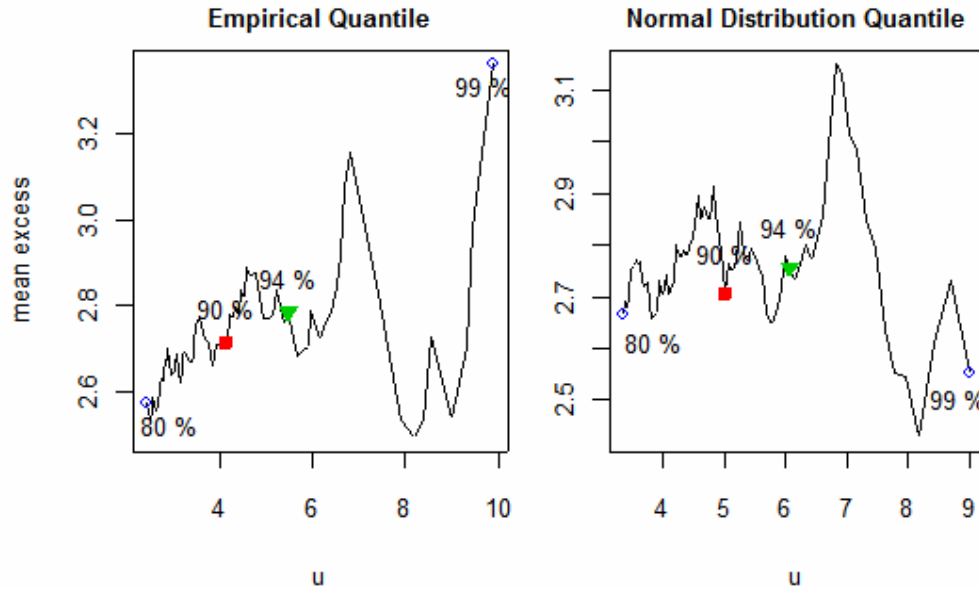 Empirical Quantile
mean excess
2.6 2.8 3.0 3.2
80 %
90 %
94 %
99 %
4 6 8 10
u
Normal Distribution Quantile
2.5 2.7 2.9 3.1
80 %
90 %
94 %
99 %
4 5 6 7 8 9
u